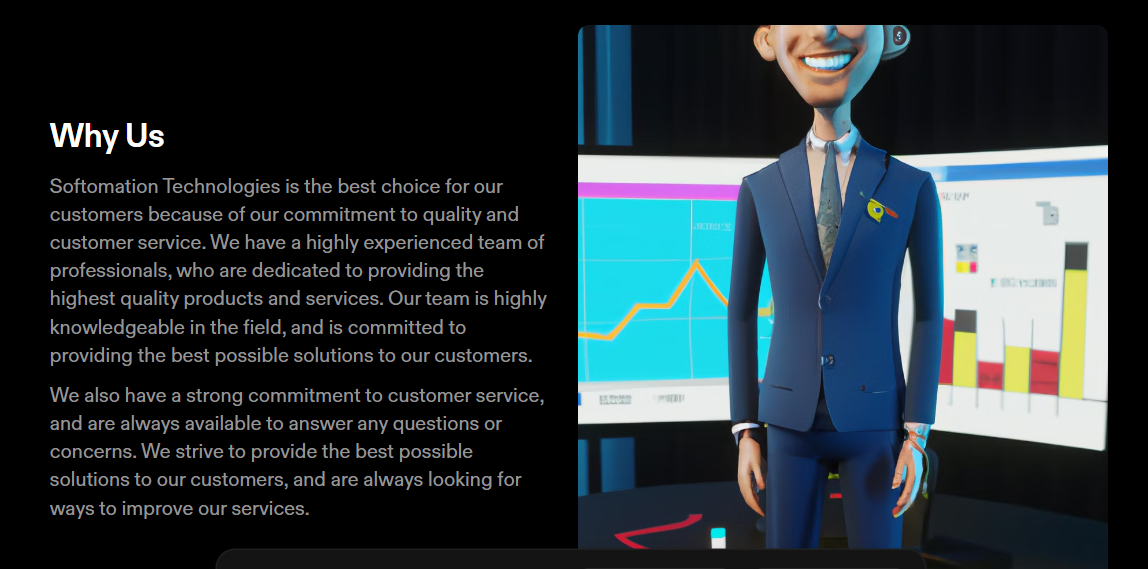 Why Us
Softomation Technologies is the best choice for our
customers because of our commitment to quality and
customer service. We have a highly experienced team of
professionals, who are dedicated to providing the
highest quality products and services. Our team is highly
knowledgeable in the field, and is committed to
providing the best possible solutions to our customers.
We also have a strong commitment to customer service,
and are always available to answer any questions or
concerns. We strive to provide the best possible
solutions to our customers, and are always looking for
ways to improve our services.